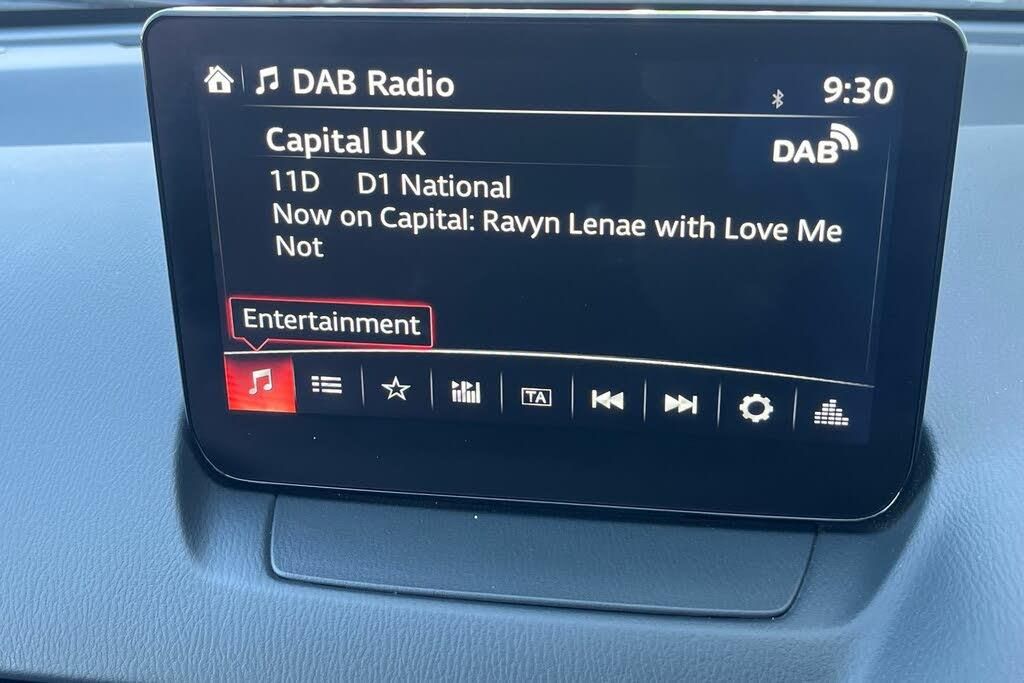 DAB Radio 9:30
Capital UK DAB
11D D1 National
Now on Capital: Ravyn Lenae with Love Me
Not
Entertainment
TA